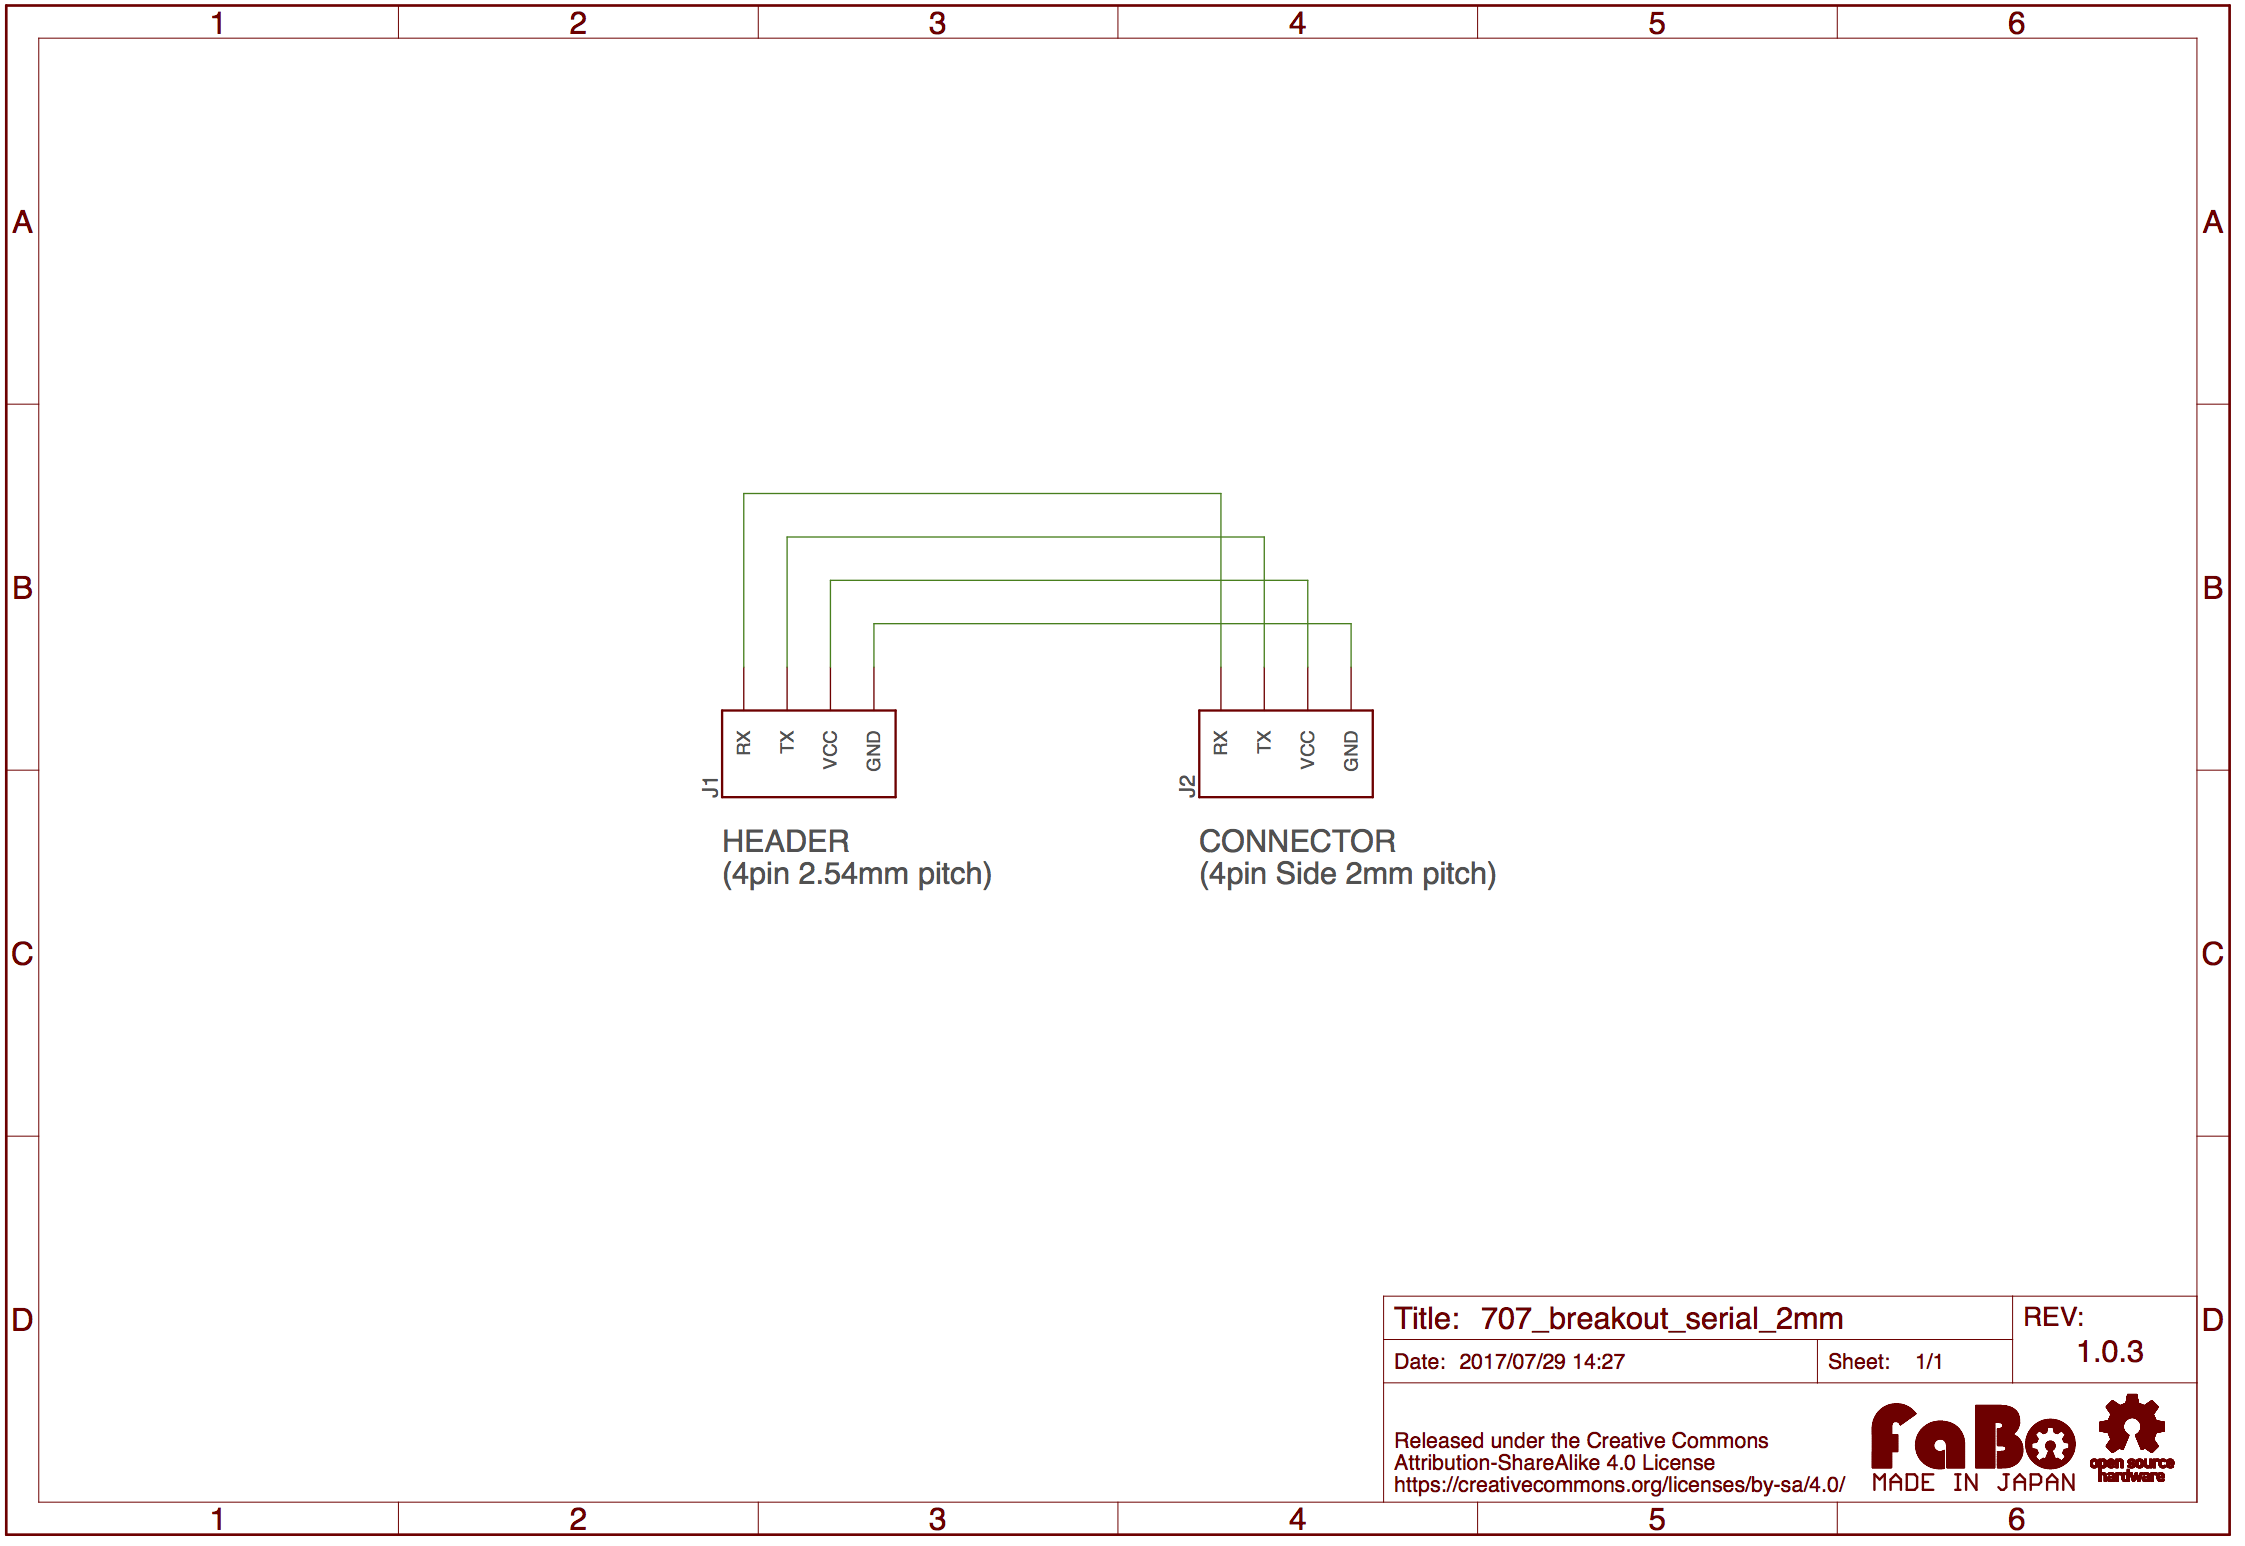 1 2 3 4 5 6
A A
B B
RX TX VCC GND
J1
RX TX VCC GND
J2
HEADER
(4pin 2.54mm pitch)
CONNECTOR
(4pin Side 2mm pitch)
C C
D D
Title: 707_breakout_serial_2mm
REV:
1.0.3
Date: 2017/07/29 14:27
Sheet: 1/1
Released under the Creative Commons
Attribution-ShareAlike 4.0 License
https://creativecommons.org/licenses/by-sa/4.0/
FaBo
MADE IN JAPAN
open source
hardware
1 2 3 4 5 6